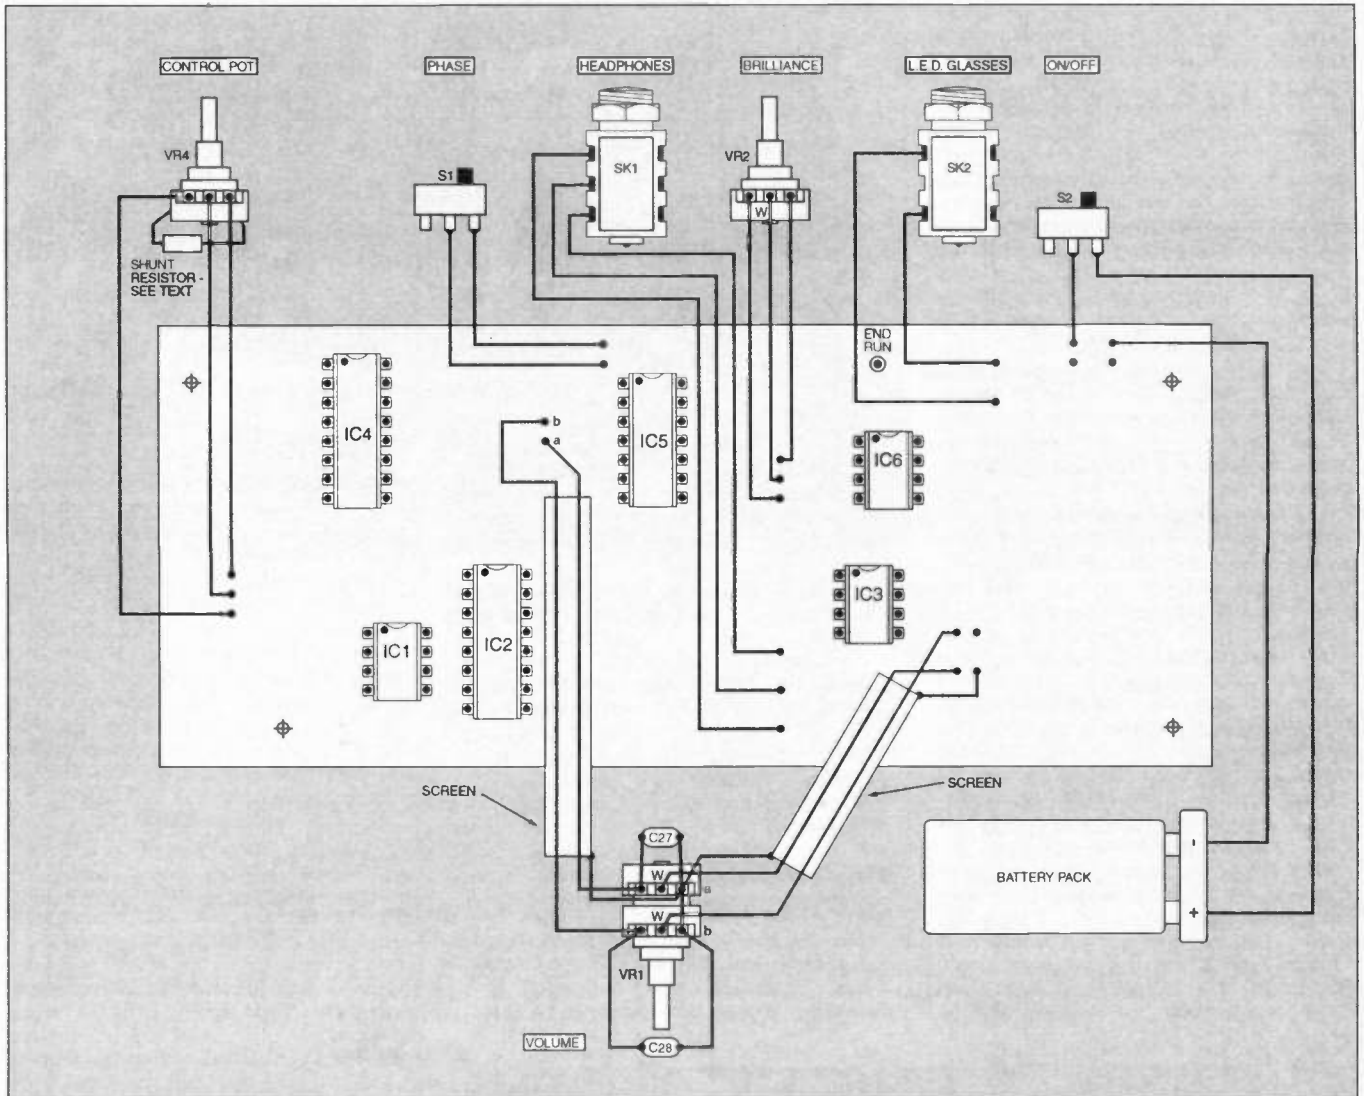 CONTROL POT
PHASE
HEADPHONES
BRILLIANCE
L.E.D. GLASSES
ON/OFF
VR4
S1
SK1
VR2
SK2
S2
W
SHUNT
RESISTOR -
SEE TEXT
END
RUN
IC4
b
a
IC5
IC6
IC3
IC1
IC2
SCREEN
SCREEN
C27
W
a
W
b
VR1
BATTERY PACK
-
+
VOLUME
C28